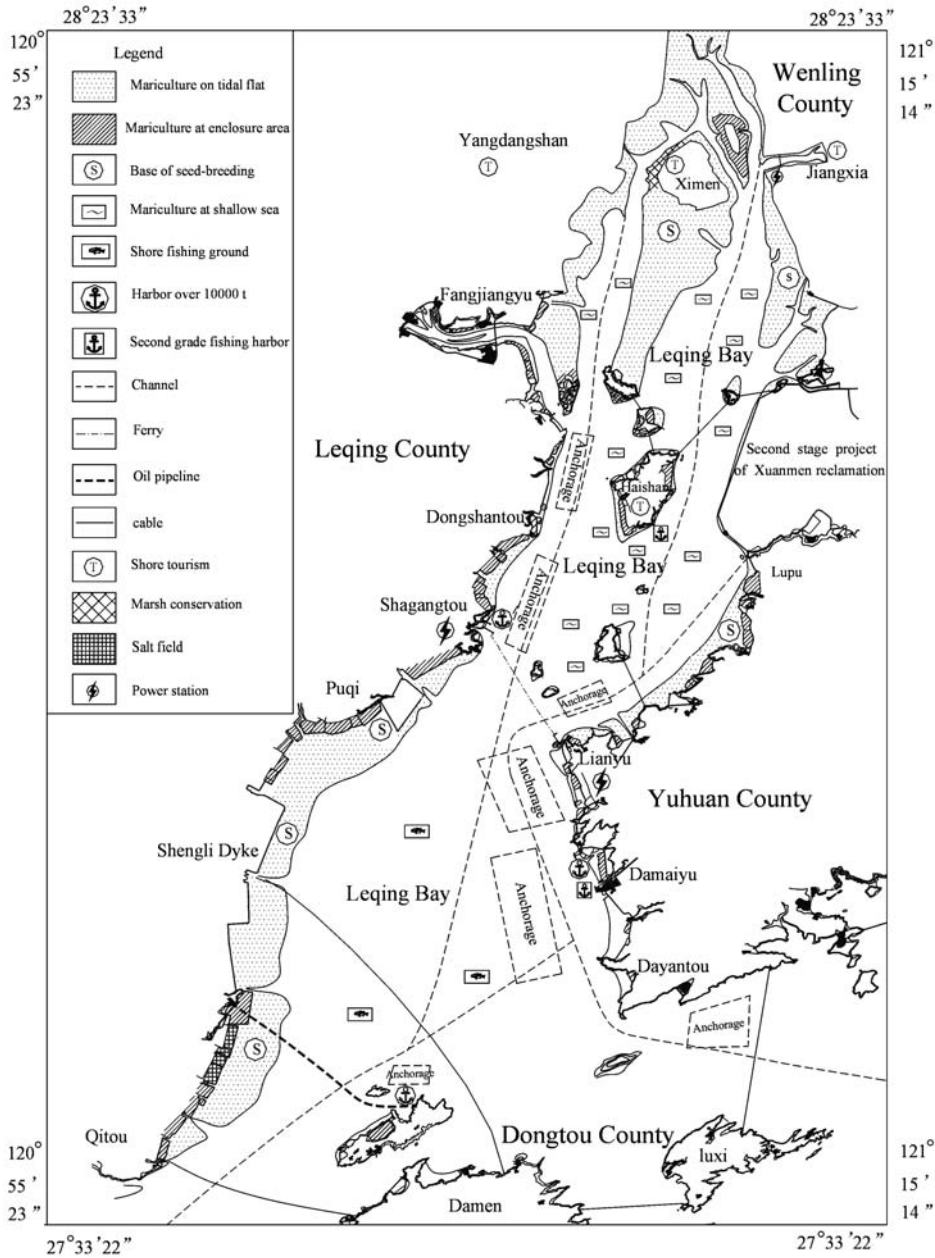 28°23'33"
28°23'33"
120°
55'
23"
121°
15'
14"
Legend
Mariculture on tidal flat
Mariculture at enclosure area
S
Base of seed-breeding
Mariculture at shallow sea
Shore fishing ground
Harbor over 10000 t
Second grade fishing harbor
Channel
Ferry
Oil pipeline
cable
T
Shore tourism
Marsh conservation
Salt field
Power station
Wenling
County
Yangdangshan
T
T
Ximen
T
Jiangxia
S
S
Fangjiangyu
Leqing Bay
Leqing County
Anchorage
Second stage project
of Xuanmen reclamation
Haishan
T
Dongshantou
Leqing Bay
Anchorage
Lupu
Shagangtou
S
Puqi
S
Anchorage
Lianyu
Anchorage
Yuhuan County
Shengli Dyke
S
Leqing Bay
Anchorage
Damaiyu
Dayantou
Anchorage
S
Anchorage
Qitou
Dongtou County
luxi
Damen
120°
55'
23"
121°
15'
14"
27°33'22"
27°33'22"